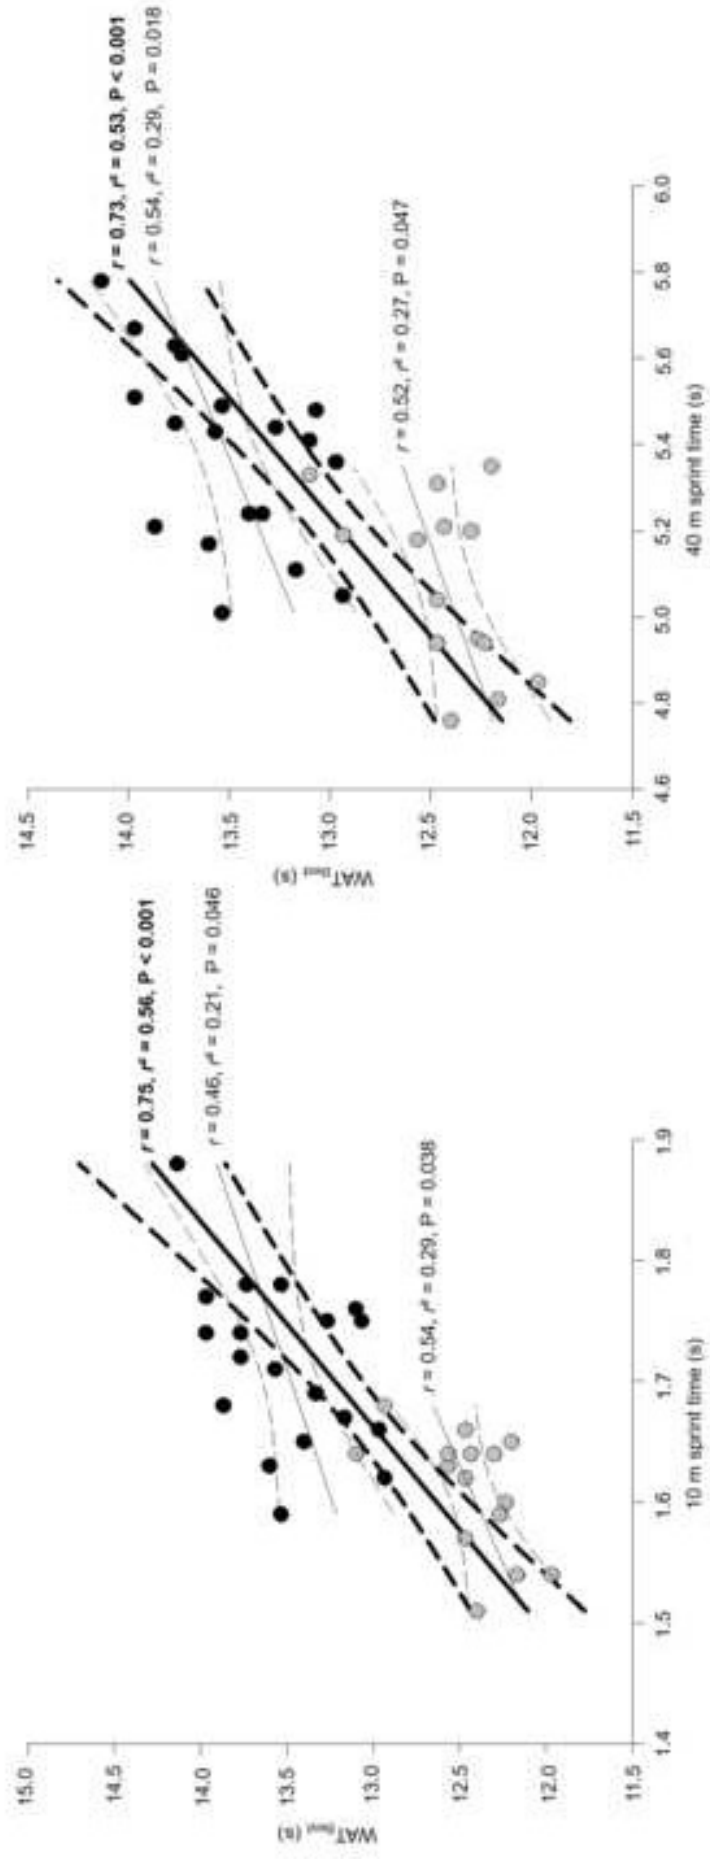 15.0
14.5
14.0
13.5
13.0
12.5
12.0
11.5
WAT_Best (s)
1.4
1.5
1.6
1.7
1.8
1.9
10 m sprint time (s)
r = 0.75, r² = 0.56, P < 0.001
r = 0.46, r² = 0.21, P = 0.046
r = 0.54, r² = 0.29, P = 0.038
14.5
14.0
13.5
13.0
12.5
12.0
11.5
WAT_Best (s)
4.6
4.8
5.0
5.2
5.4
5.6
5.8
6.0
40 m sprint time (s)
r = 0.73, r² = 0.53, P < 0.001
r = 0.54, r² = 0.29, P = 0.018
r = 0.52, r² = 0.27, P = 0.047